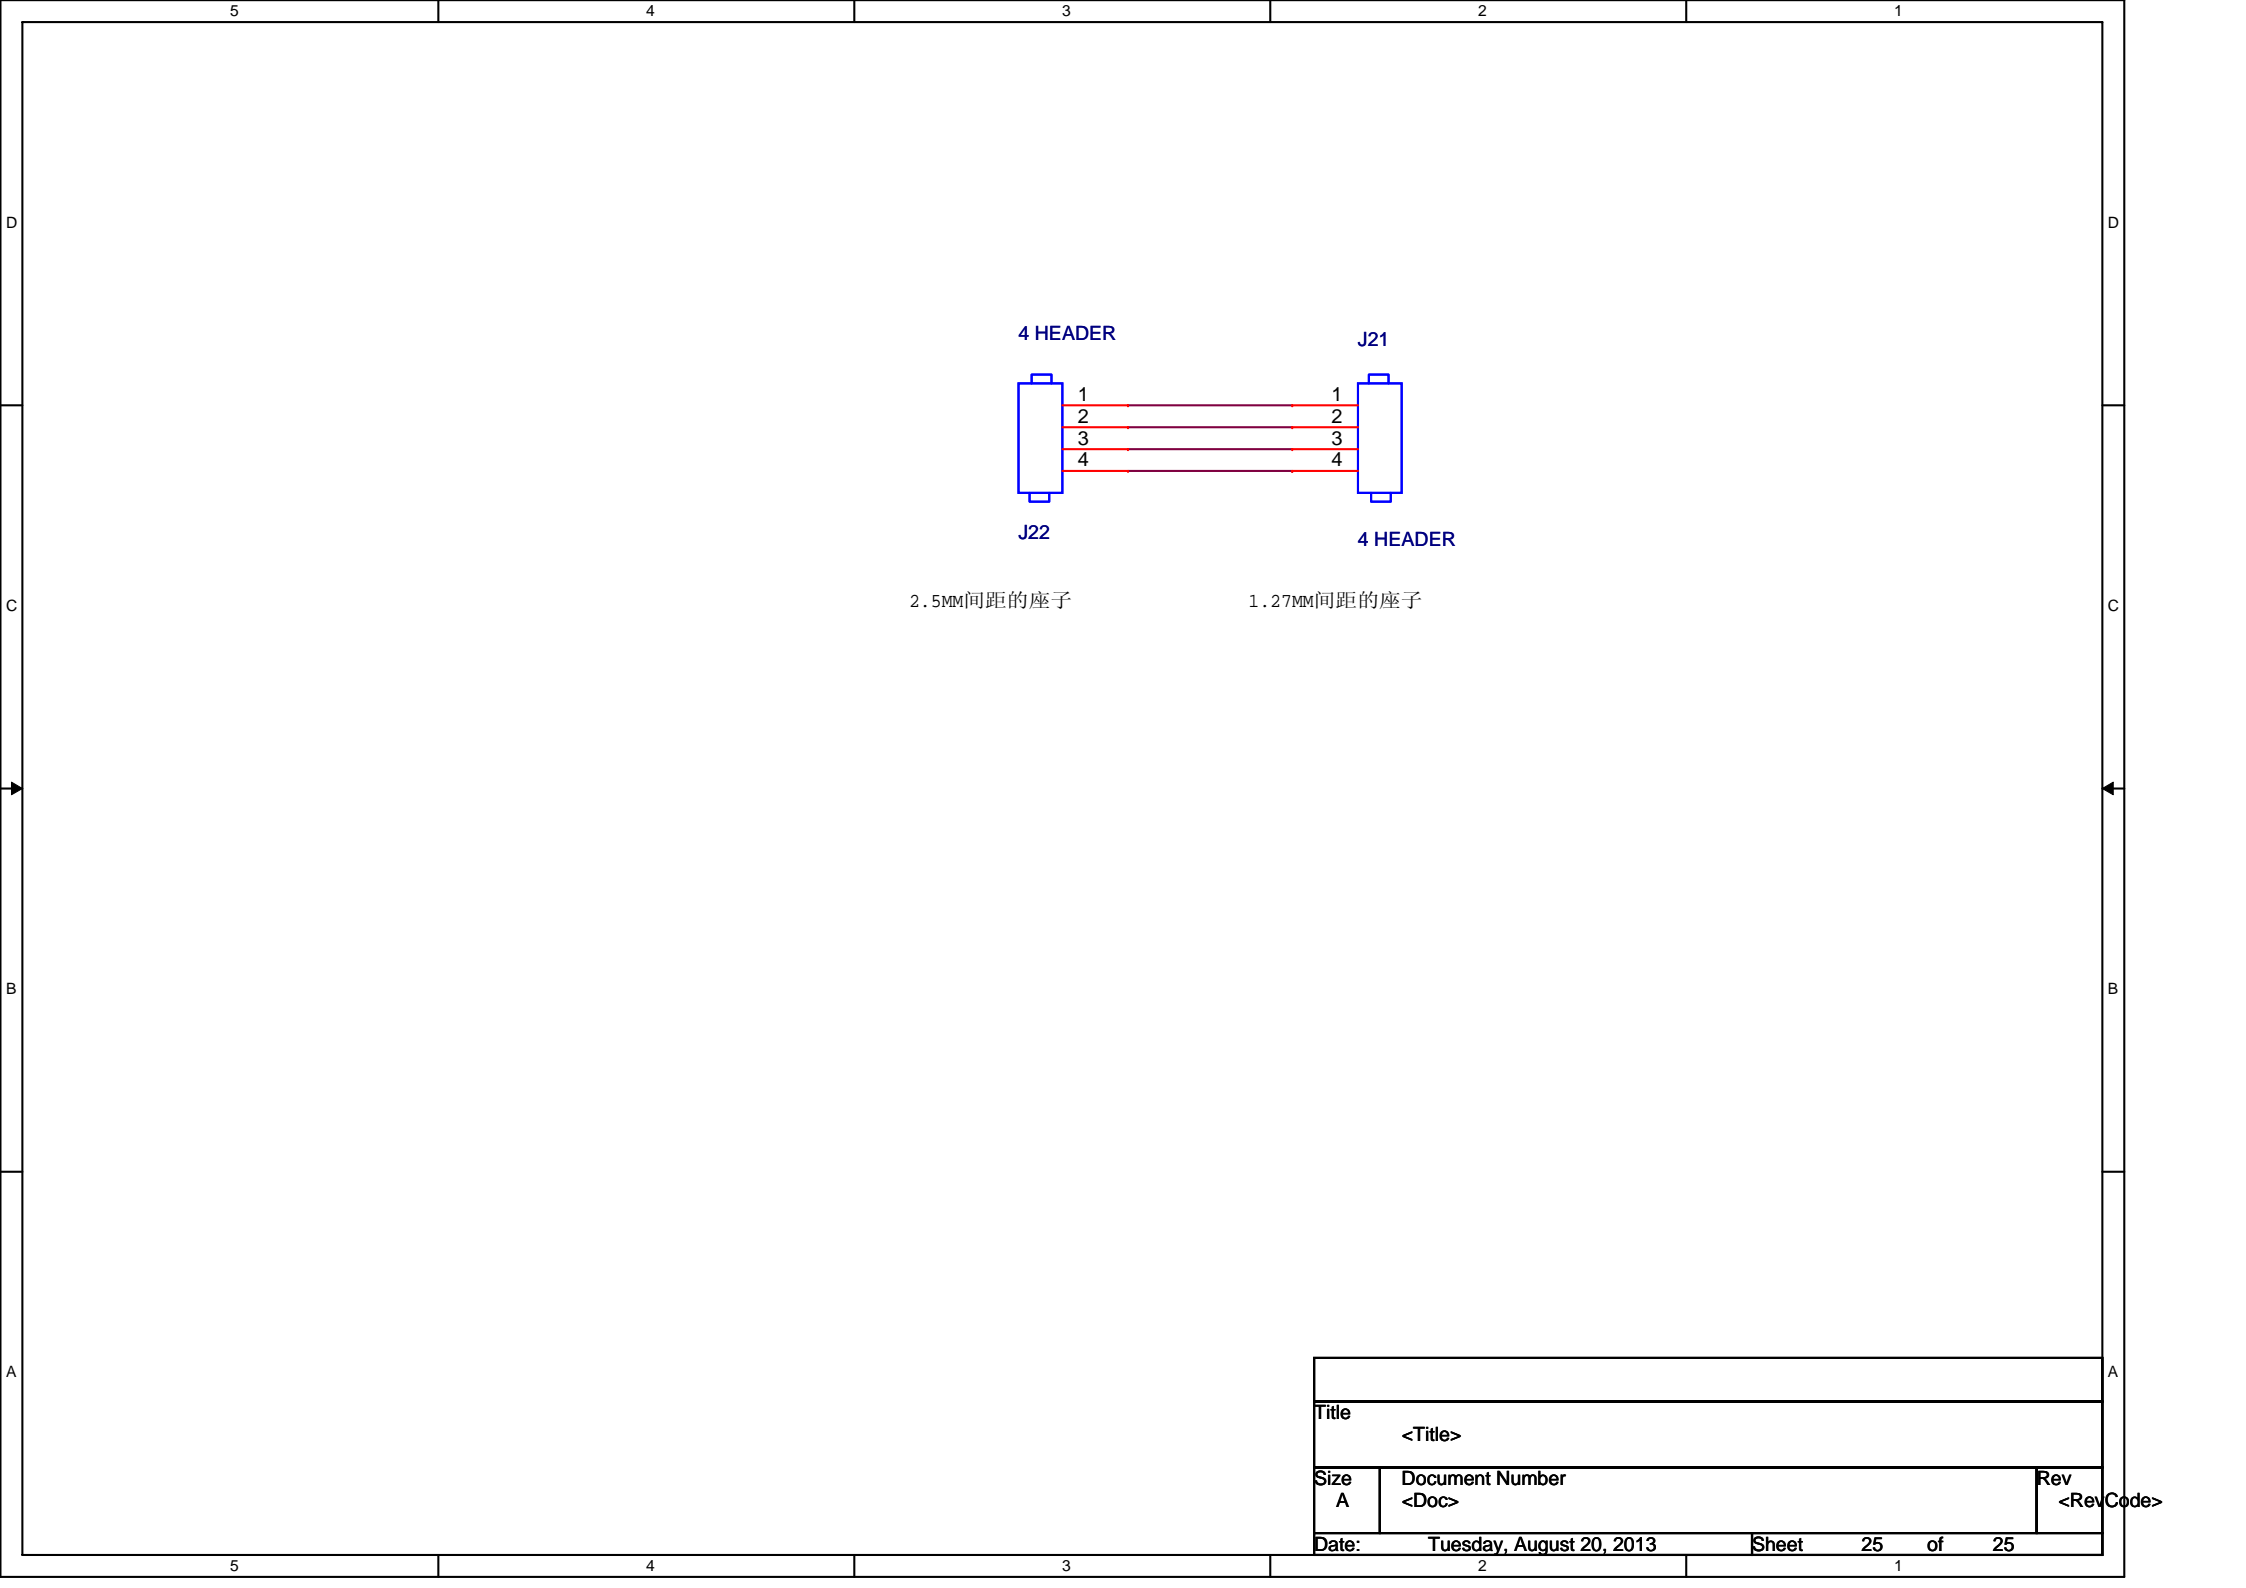 5 4 3 2 1
D D
4 HEADER J21
1 1
2 2
3 3
4 4
J22 4 HEADER
2.5MM间距的座子 1.27MM间距的座子
C C
B B
A A
Title
<Title>
Size Document Number Rev
A <Doc> <RevCode>
Date: Tuesday, August 20, 2013 Sheet 25 of 25
5 4 3 2 1